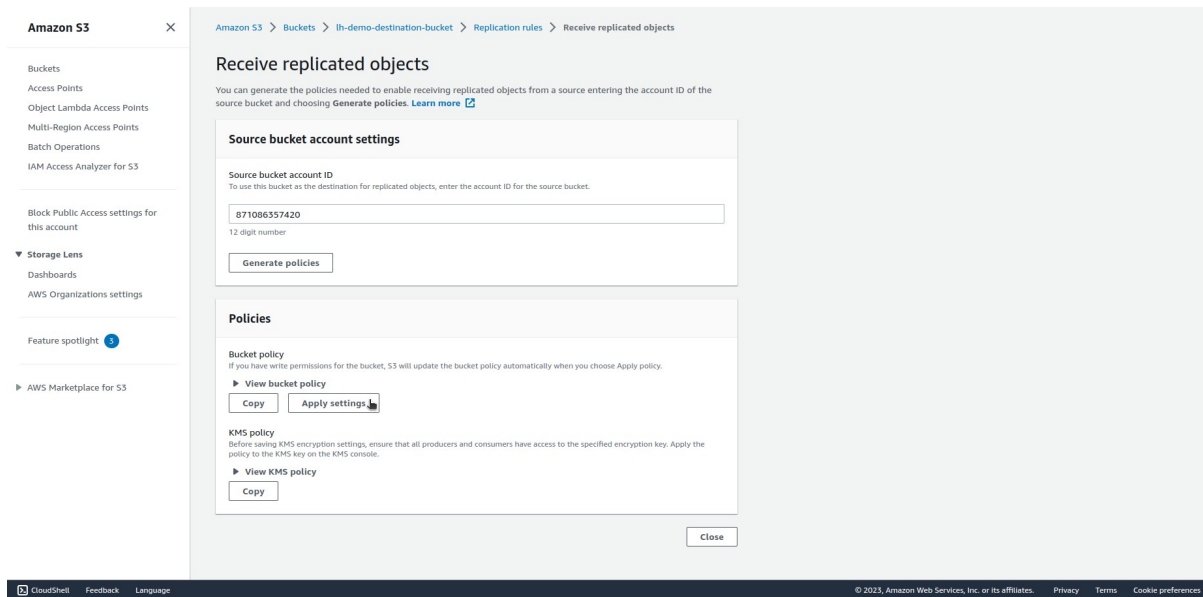 Amazon S3
Buckets
Access Points
Object Lambda Access Points
Multi-Region Access Points
Batch Operations
IAM Access Analyzer for S3
Block Public Access settings for
this account
Storage Lens
Dashboards
AWS Organizations settings
Feature spotlight 3
AWS Marketplace for S3
Amazon S3 > Buckets > lh-demo-destination-bucket > Replication rules > Receive replicated objects
Receive replicated objects
You can generate the policies needed to enable receiving replicated objects from a source entering the account ID of the
source bucket and choosing Generate policies. Learn more
Source bucket account settings
Source bucket account ID
To use this bucket as the destination for replicated objects, enter the account ID for the source bucket.
871086357420
12 digit number
Generate policies
Policies
Bucket policy
If you have write permissions for the bucket, S3 will update the bucket policy automatically when you choose Apply policy.
View bucket policy
Copy Apply settings
KMS policy
Before saving KMS encryption settings, ensure that all producers and consumers have access to the specified encryption key. Apply the
policy to the KMS key on the KMS console.
View KMS policy
Copy
Close
CloudShell Feedback Language © 2023, Amazon Web Services, Inc. or its affiliates. Privacy Terms Cookie preferences